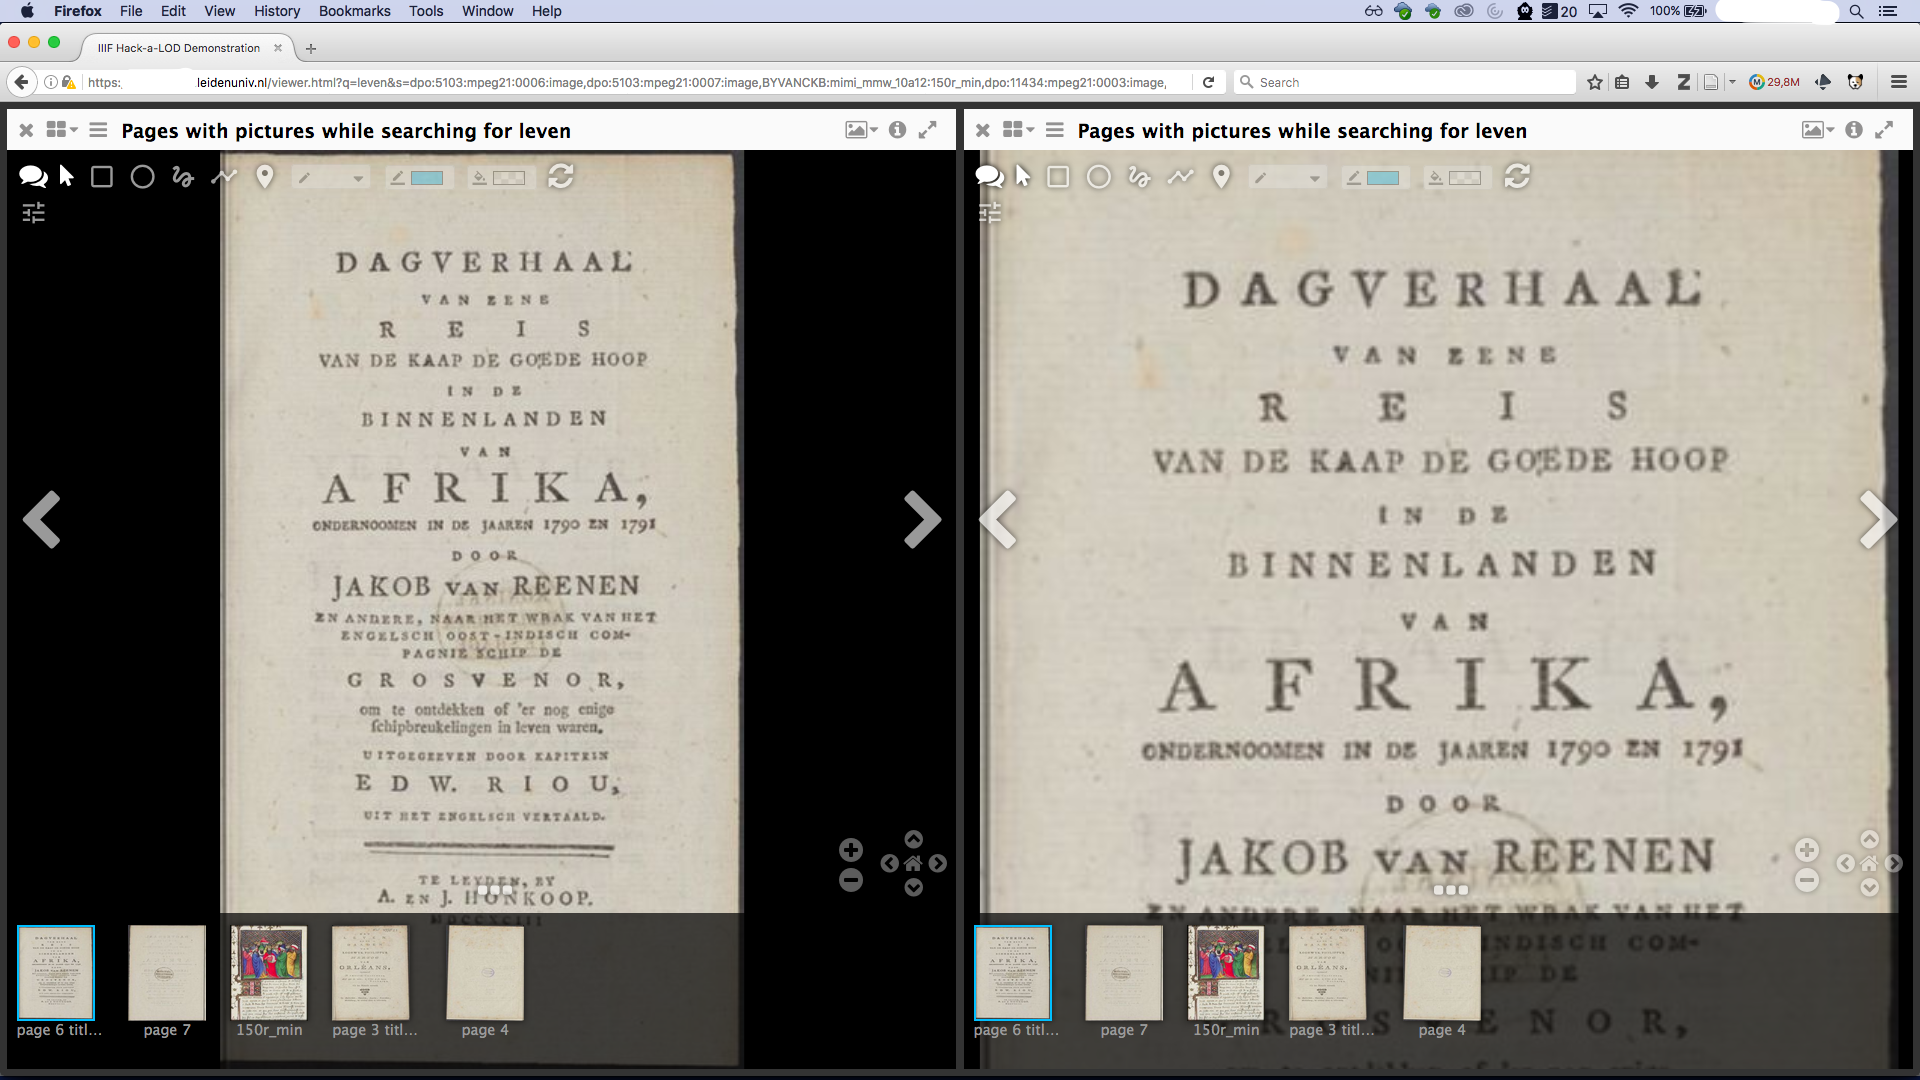 Firefox File Edit View History Bookmarks Tools Window Help
20 100%
IIIF Hack-a-LOD Demonstration
https: leidenuniv.nl/viewer.html?q=leven&s=dpo:5103:mpeg21:0006:image,dpo:5103:mpeg21:0007:image,BYVANCKB:mimi_mmw_10a12:150r_min,dpo:11434:mpeg21:0003:image,
Search
29,8M
Pages with pictures while searching for leven
DAGVERHAAL
VAN EENE
REIS
VAN DE KAAP DE GOEDE HOOP
IN DE
BINNENLANDEN
VAN
AFRIKA,
ONDERNOOMEN IN DE JAAREN 1790 EN 1791
DOOR
JAKOB VAN REENEN
EN ANDERE, NAAR HET WRAK VAN HET
ENGELSCH OOST-INDISCH COM-
PAGNIE SCHIP DE
GROSVENOR,
om te ontdekken of 'er nog enige
schipbreukelingen in leven waren.
UITGEGEEVEN DOOR KAPITEIN
EDW. RIOU,
UIT HET ENGELSCH VERTAALD.
TE LEYDEN, BY
A. EN J. HONKOOP.
MDCCXCIII
page 6 titl...
page 7
150r_min
page 3 titl...
page 4
Pages with pictures while searching for leven
DAGVERHAAL
VAN EENE
REIS
VAN DE KAAP DE GOEDE HOOP
IN DE
BINNENLANDEN
VAN
AFRIKA,
ONDERNOOMEN IN DE JAAREN 1790 EN 1791
DOOR
JAKOB VAN REENEN
EN ANDERE, NAAR HET WRAK VAN HET
INDISCH COM-
SCHIP DE
ENOR,
page 6 titl...
page 7
150r_min
page 3 titl...
page 4